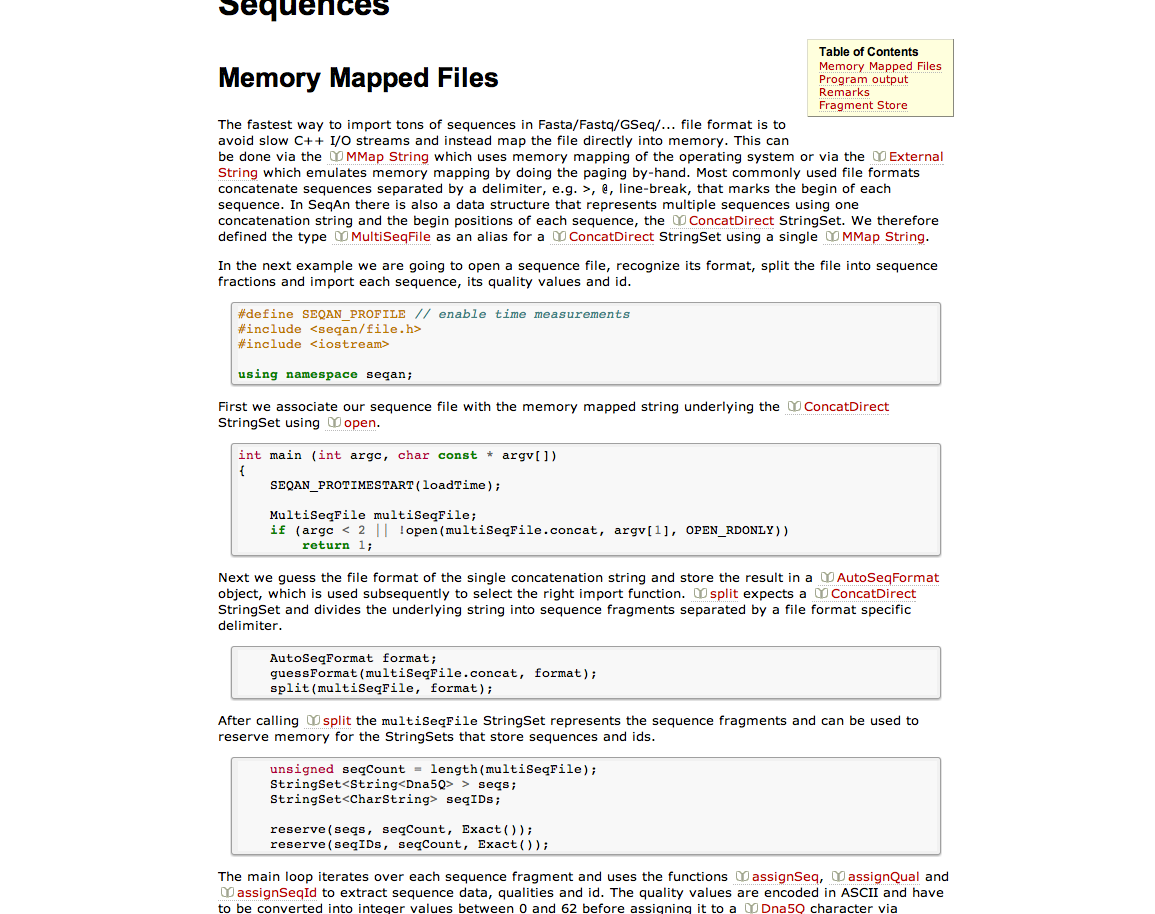 Sequences
Table of Contents
Memory Mapped Files
Program output
Remarks
Fragment Store
Memory Mapped Files
The fastest way to import tons of sequences in Fasta/Fastq/GSeq/... file format is to
avoid slow C++ I/O streams and instead map the file directly into memory. This can
be done via the MMap String which uses memory mapping of the operating system or via the External
String which emulates memory mapping by doing the paging by-hand. Most commonly used file formats
concatenate sequences separated by a delimiter, e.g. >, @, line-break, that marks the begin of each
sequence. In SeqAn there is also a data structure that represents multiple sequences using one
concatenation string and the begin positions of each sequence, the ConcatDirect StringSet. We therefore
defined the type MultiSeqFile as an alias for a ConcatDirect StringSet using a single MMap String.
In the next example we are going to open a sequence file, recognize its format, split the file into sequence
fractions and import each sequence, its quality values and id.
#define SEQAN_PROFILE // enable time measurements
#include <seqan/file.h>
#include <iostream>
using namespace seqan;
First we associate our sequence file with the memory mapped string underlying the ConcatDirect
StringSet using open.
int main (int argc, char const * argv[])
{
    SEQAN_PROTIMESTART(loadTime);
    MultiSeqFile multiSeqFile;
    if (argc < 2 || !open(multiSeqFile.concat, argv[1], OPEN_RDONLY))
        return 1;
Next we guess the file format of the single concatenation string and store the result in a AutoSeqFormat
object, which is used subsequently to select the right import function. split expects a ConcatDirect
StringSet and divides the underlying string into sequence fragments separated by a file format specific
delimiter.
    AutoSeqFormat format;
    guessFormat(multiSeqFile.concat, format);
    split(multiSeqFile, format);
After calling split the multiSeqFile StringSet represents the sequence fragments and can be used to
reserve memory for the StringSets that store sequences and ids.
    unsigned seqCount = length(multiSeqFile);
    StringSet<String<Dna5Q> > seqs;
    StringSet<CharString> seqIDs;
    reserve(seqs, seqCount, Exact());
    reserve(seqIDs, seqCount, Exact());
The main loop iterates over each sequence fragment and uses the functions assignSeq, assignQual and
assignSeqId to extract sequence data, qualities and id. The quality values are encoded in ASCII and have
to be converted into integer values between 0 and 62 before assigning it to a Dna5Q character via